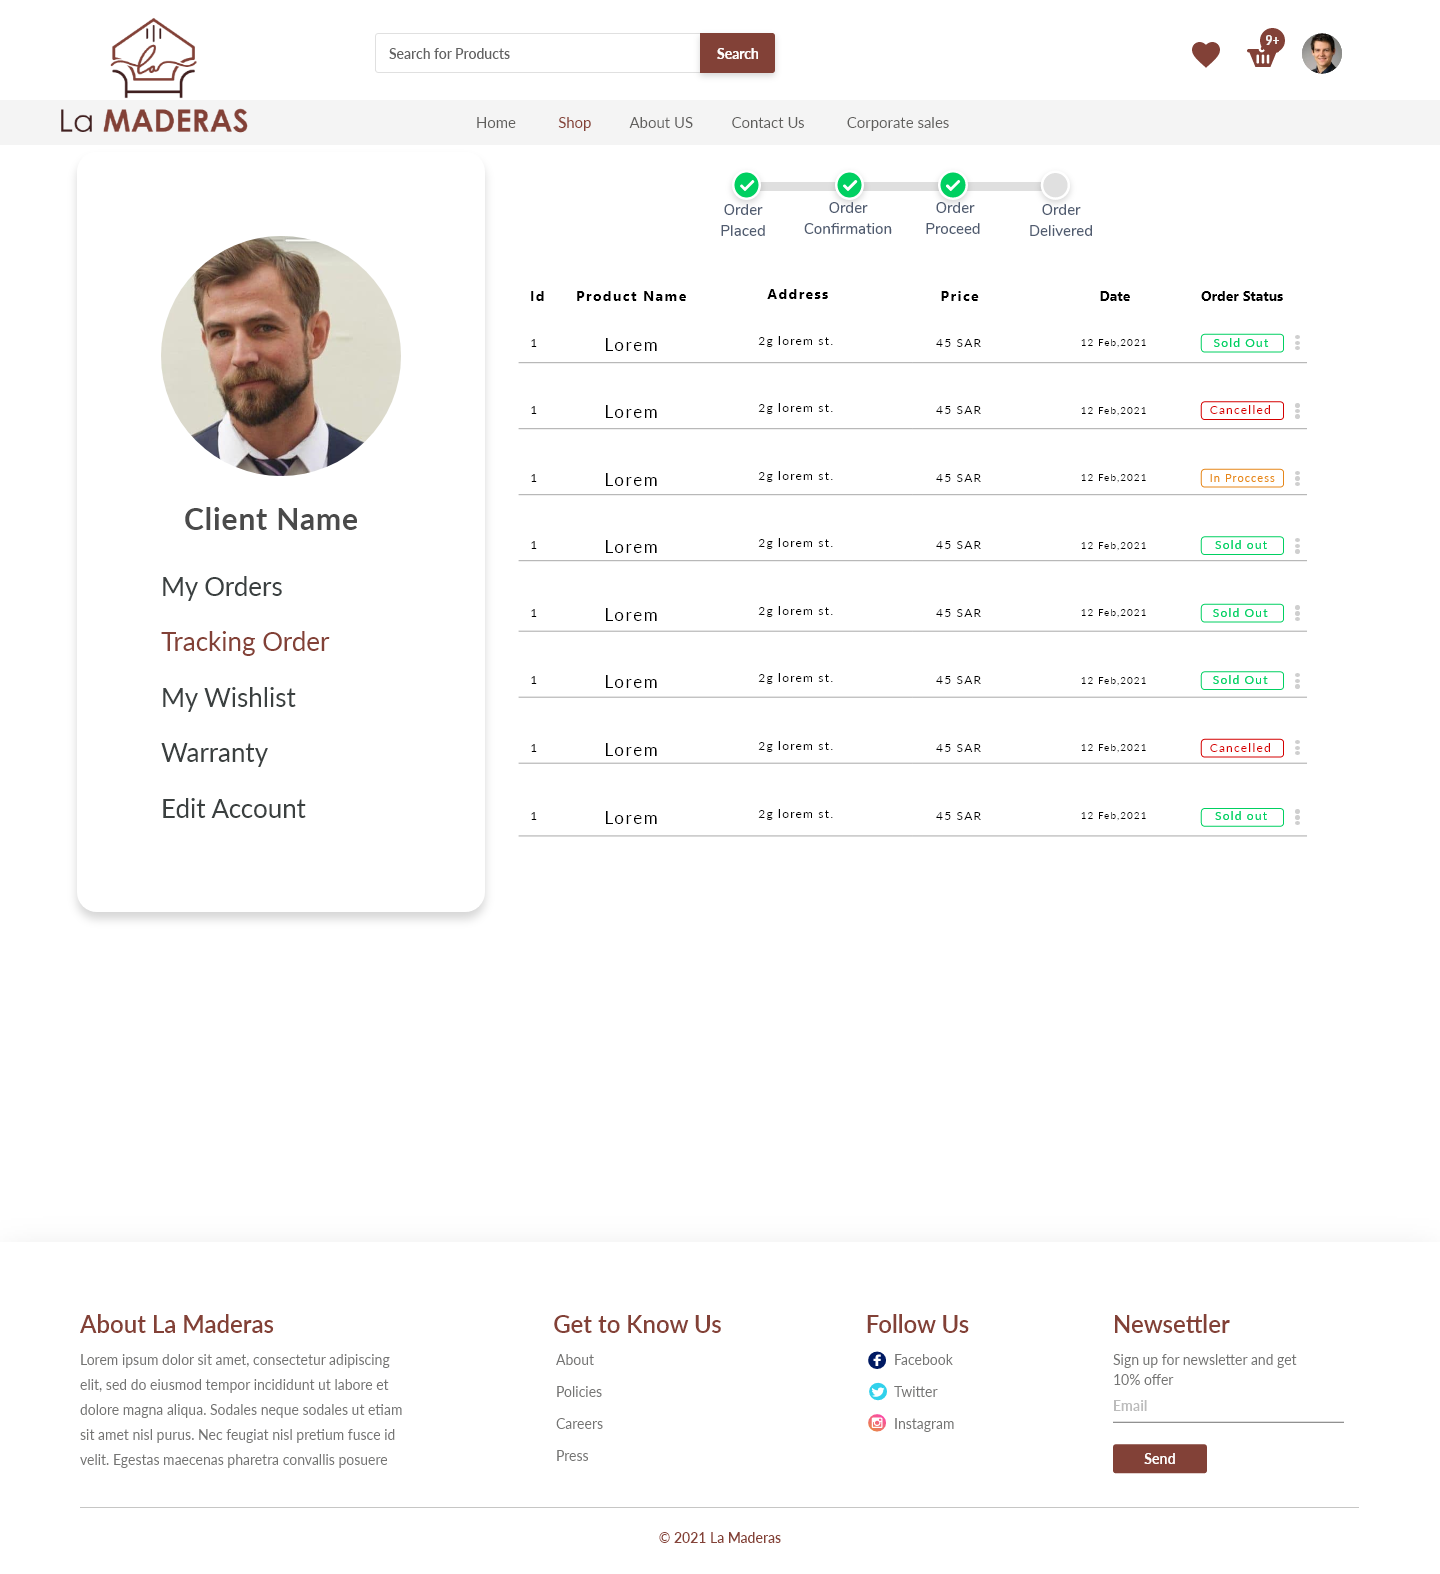 Search for Products
Search
9+
la
La MADERAS
Home Shop About US Contact Us Corporate sales
Order Placed
Order Confirmation
Order Proceed
Order Delivered
Client Name
My Orders
Tracking Order
My Wishlist
Warranty
Edit Account
Id Product Name Address Price Date Order Status
1 Lorem 2g lorem st. 45 SAR 12 Feb,2021 Sold Out
1 Lorem 2g lorem st. 45 SAR 12 Feb,2021 Cancelled
1 Lorem 2g lorem st. 45 SAR 12 Feb,2021 In Proccess
1 Lorem 2g lorem st. 45 SAR 12 Feb,2021 Sold out
1 Lorem 2g lorem st. 45 SAR 12 Feb,2021 Sold Out
1 Lorem 2g lorem st. 45 SAR 12 Feb,2021 Sold Out
1 Lorem 2g lorem st. 45 SAR 12 Feb,2021 Cancelled
1 Lorem 2g lorem st. 45 SAR 12 Feb,2021 Sold out
About La Maderas
Lorem ipsum dolor sit amet, consectetur adipiscing
elit, sed do eiusmod tempor incididunt ut labore et
dolore magna aliqua. Sodales neque sodales ut etiam
sit amet nisl purus. Nec feugiat nisl pretium fusce id
velit. Egestas maecenas pharetra convallis posuere
Get to Know Us
About
Policies
Careers
Press
Follow Us
Facebook
Twitter
Instagram
Newsettler
Sign up for newsletter and get
10% offer
Email
Send
© 2021 La Maderas